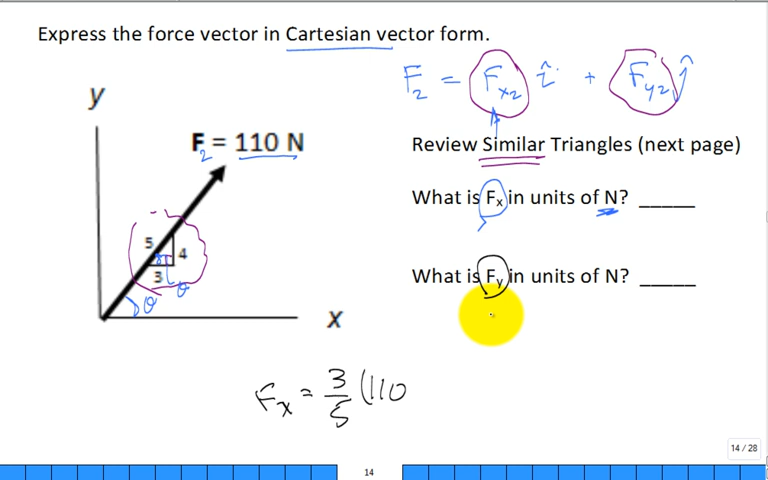 Express the force vector in Cartesian vector form.
F₂ = Fx₂ î + Fy₂ ĵ
y
F₂ = 110 N
Review Similar Triangles (next page)
What is Fx in units of N? _____
5
4
3
θ
θ
What is Fy in units of N? _____
x
Fx = 3/5 (110
14 / 28
14